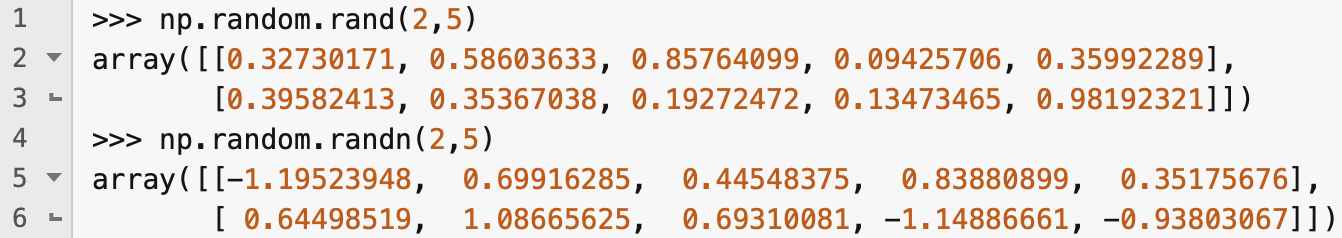 1 >>> np.random.rand(2,5)
2 array([[0.32730171, 0.58603633, 0.85764099, 0.09425706, 0.35992289],
3        [0.39582413, 0.35367038, 0.19272472, 0.13473465, 0.98192321]])
4 >>> np.random.randn(2,5)
5 array([[-1.19523948,  0.69916285,  0.44548375,  0.83880899,  0.35175676],
6        [ 0.64498519,  1.08665625,  0.69310081, -1.14886661, -0.93803067]])